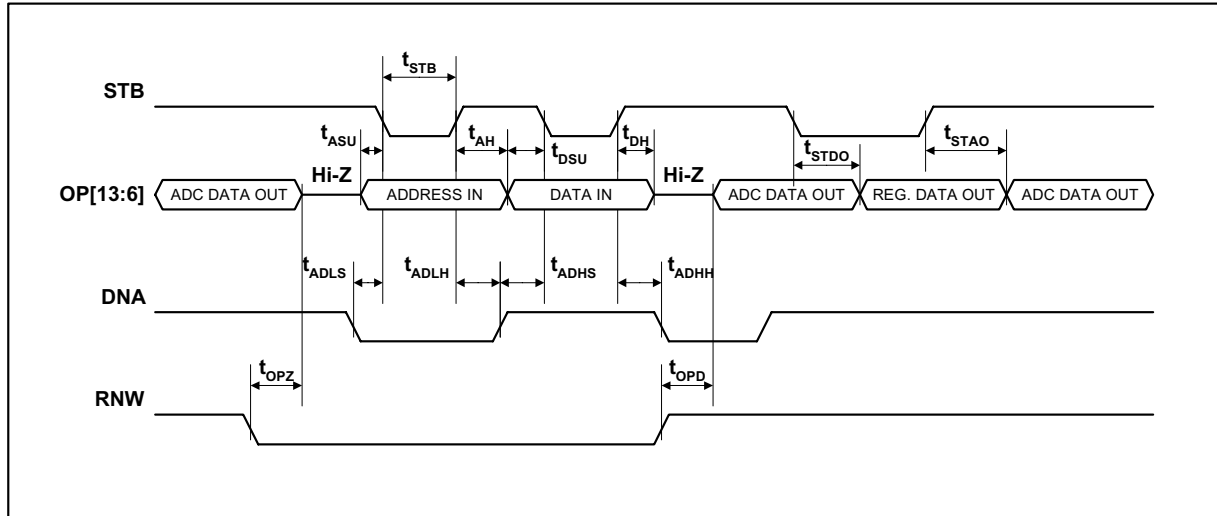 tSTB
STB
tASU
tAH
tDSU
tDH
tSTDO
tSTAO
Hi-Z
Hi-Z
OP[13:6]
ADC DATA OUT
ADDRESS IN
DATA IN
ADC DATA OUT
REG. DATA OUT
ADC DATA OUT
tADLS
tADLH
tADHS
tADHH
DNA
tOPZ
tOPD
RNW